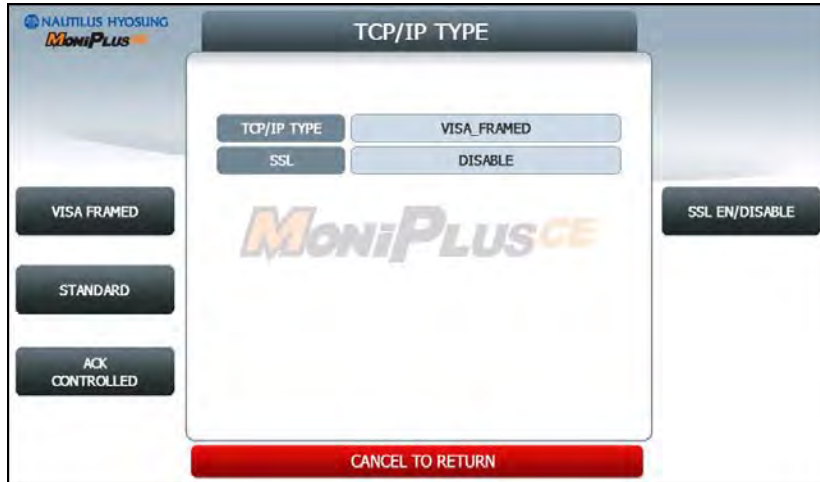 NAUTILUS HYOSUNG
MoniPlus CE
TCP/IP TYPE
TCP/IP TYPE
VISA_FRAMED
SSL
DISABLE
VISA FRAMED
SSL EN/DISABLE
MoniPlus CE
STANDARD
ACK
CONTROLLED
CANCEL TO RETURN